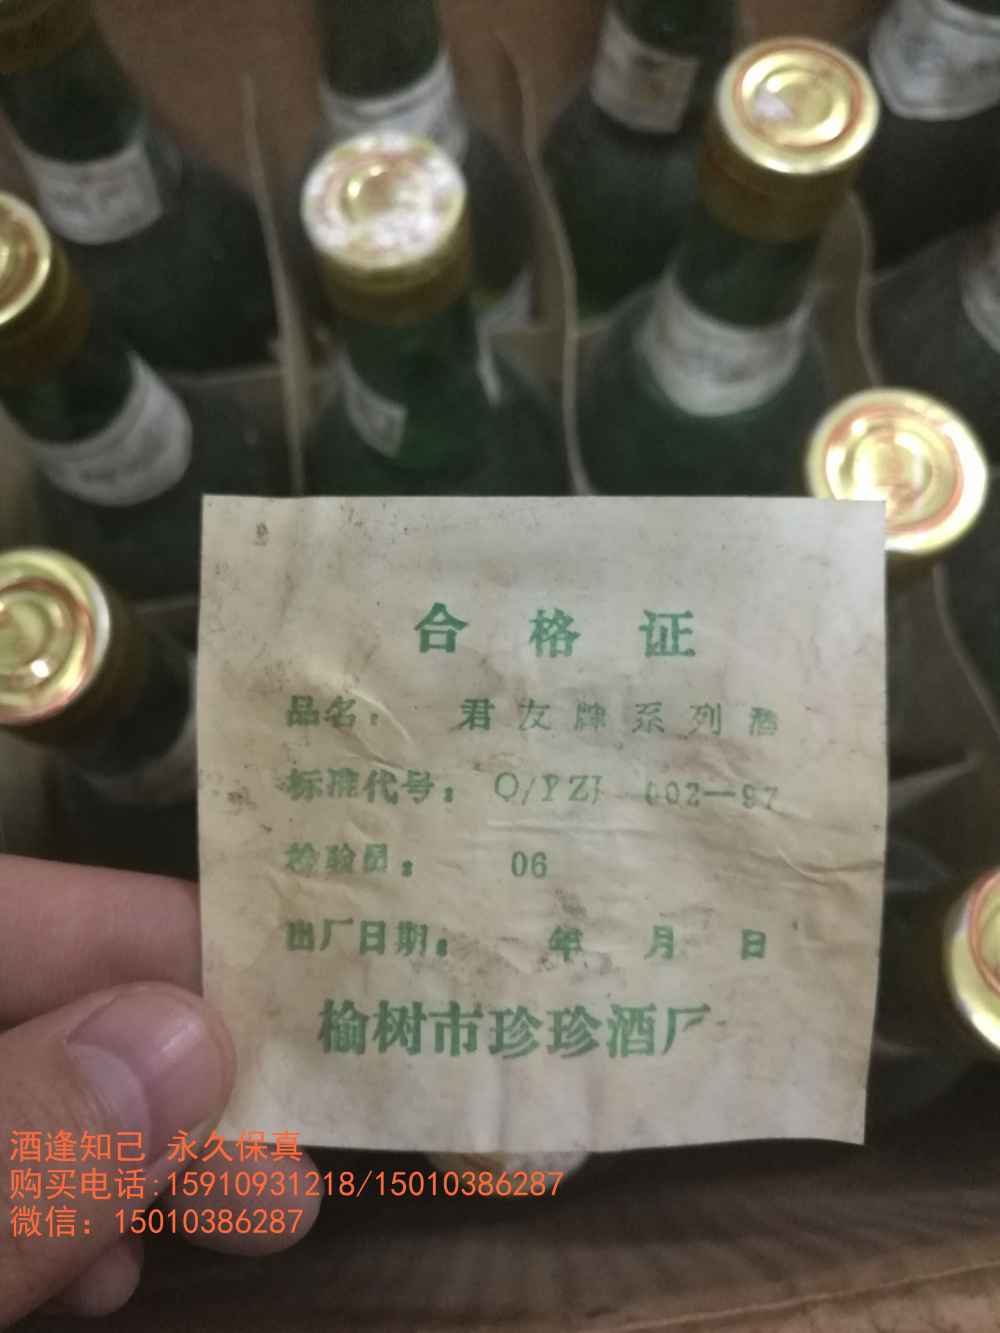 合格证
品名： 君友牌系列酒
标准代号： Q/YZJ 002—97
检验员： 06
出厂日期： 年 月 日
榆树市珍珍酒厂
酒逢知己 永久保真
购买电话:15910931218/15010386287
微信：15010386287